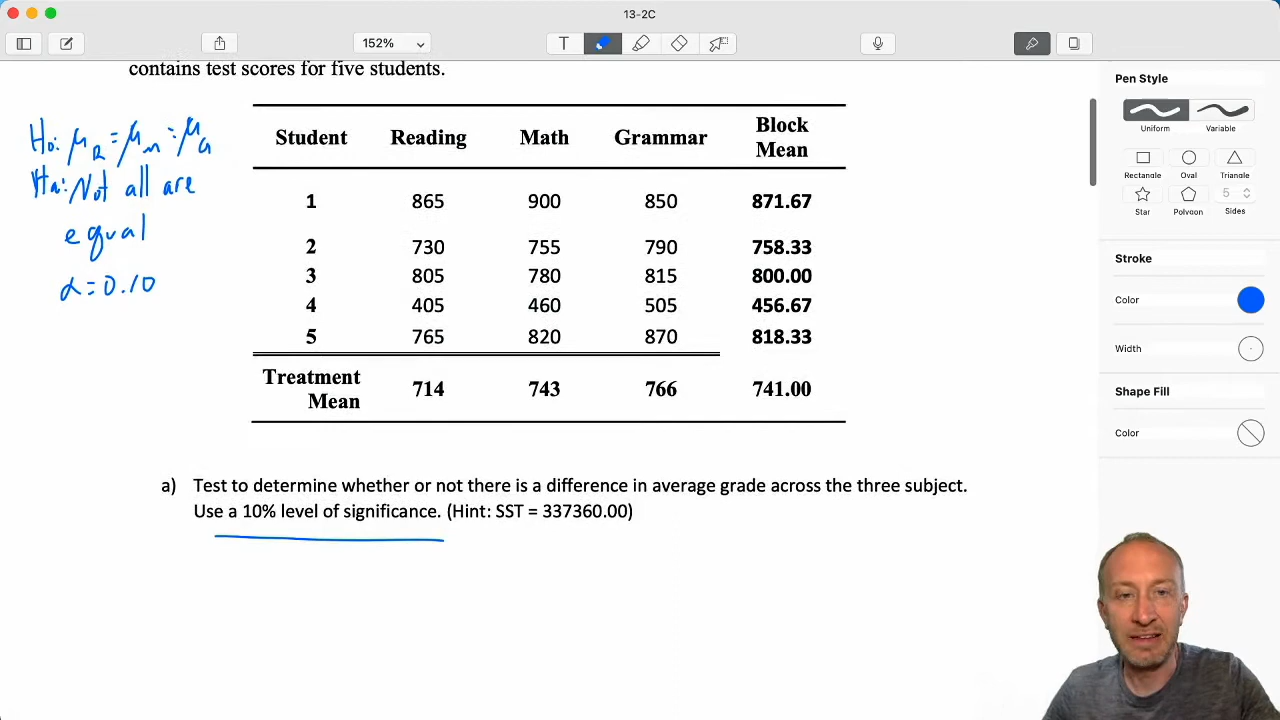 13-2C
152%
T
contains test scores for five students.
H₀: μR = μm = μG
Ha: Not all are
equal
α = 0.10
Student Reading Math Grammar Block Mean
1 865 900 850 871.67
2 730 755 790 758.33
3 805 780 815 800.00
4 405 460 505 456.67
5 765 820 870 818.33
Treatment Mean 714 743 766 741.00
a) Test to determine whether or not there is a difference in average grade across the three subject.
Use a 10% level of significance. (Hint: SST = 337360.00)
Pen Style
Uniform Variable
Rectangle Oval Triangle
5
Star Polygon Sides
Stroke
Color
Width
Shape Fill
Color